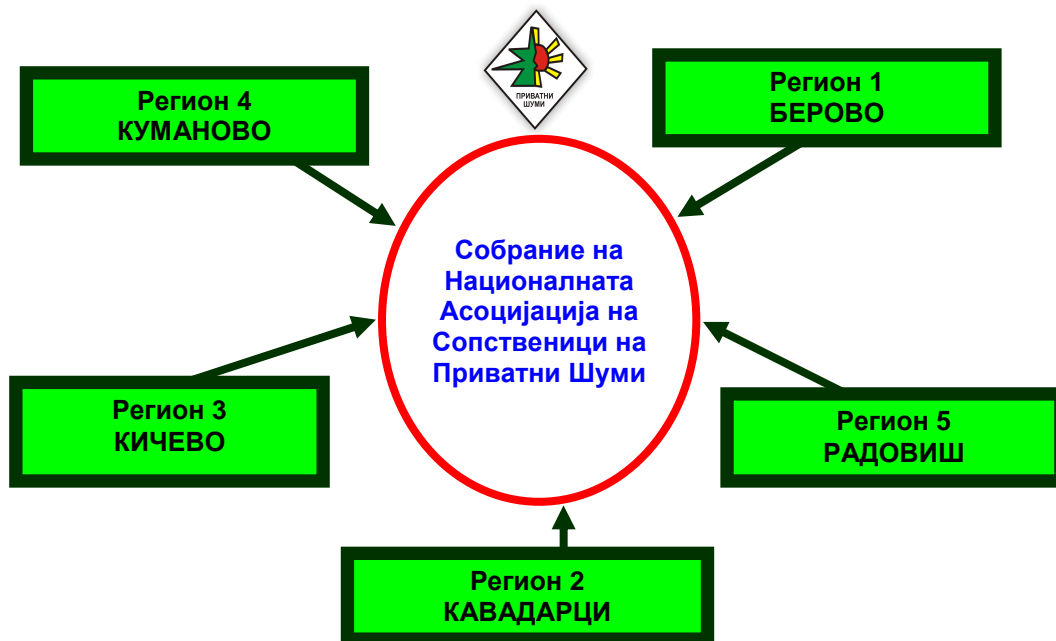 ПРИВАТНИ
ШУМИ
Регион 4
КУМАНОВО
Регион 1
БЕРОВО
Собрание на
Националната
Асоцијација на
Сопственици на
Приватни Шуми
Регион 3
КИЧЕВО
Регион 5
РАДОВИШ
Регион 2
КАВАДАРЦИ